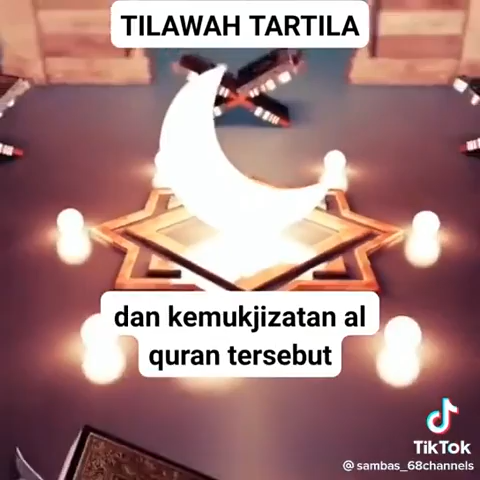 TILAWAH TARTILA
dan kemukjizatan al
quran tersebut
TikTok
@sambas_68channels